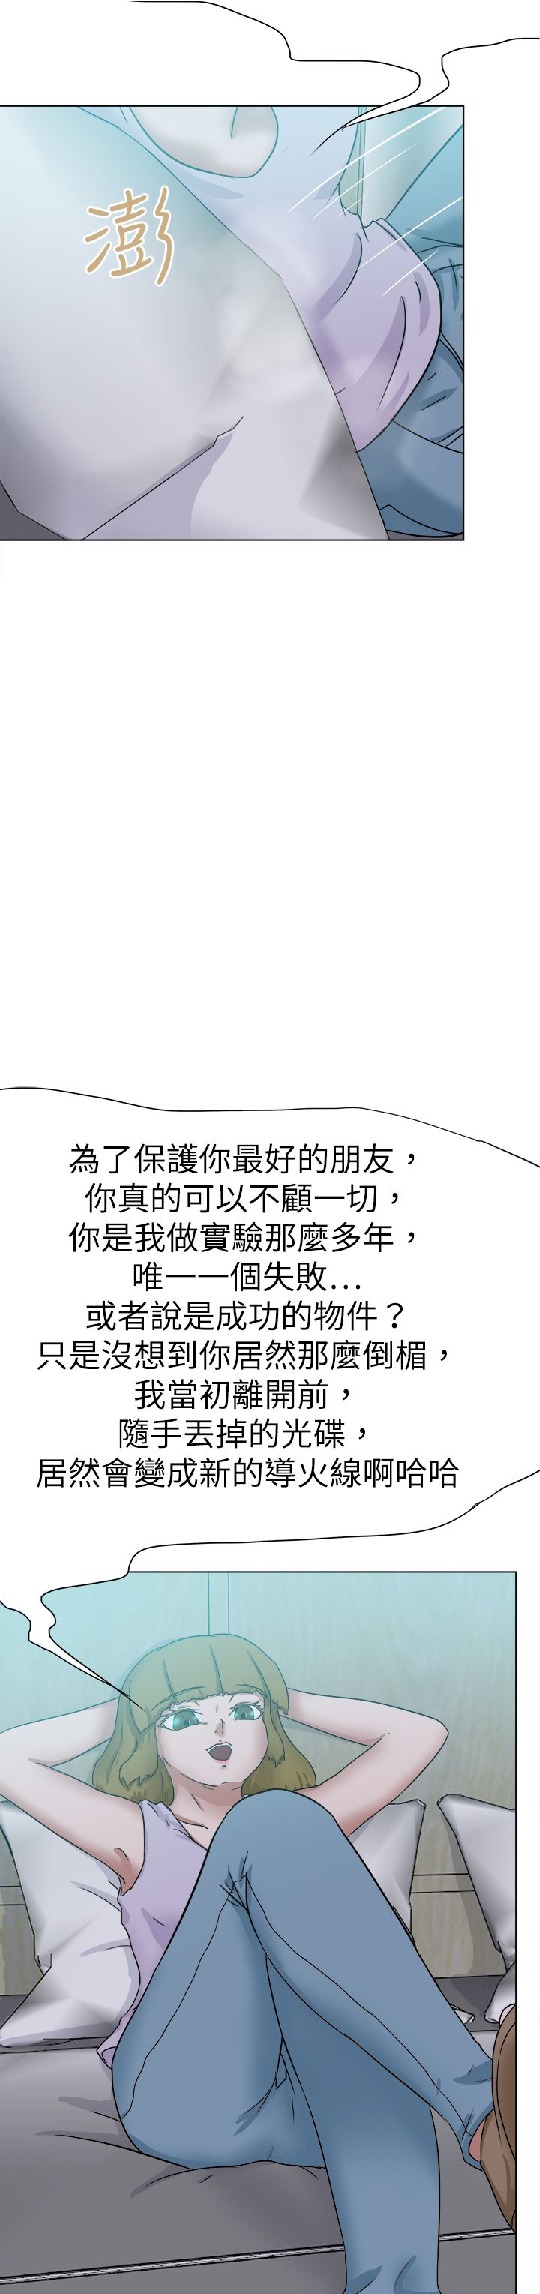 澎
為了保護你最好的朋友，
你真的可以不顧一切，
你是我做實驗那麼多年，
唯一一個失敗...
或者說是成功的物件？
只是沒想到你居然那麼倒楣，
我當初離開前，
隨手丟掉的光碟，
居然會變成新的導火線啊哈哈